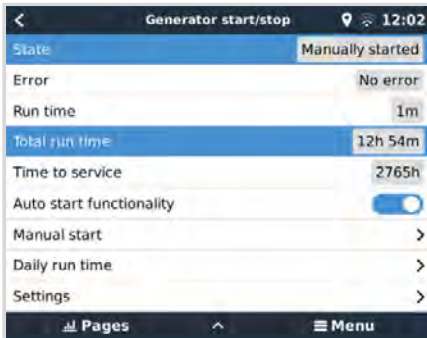 Generator start/stop 12:02
State Manually started
Error No error
Run time 1m
Total run time 12h 54m
Time to service 2765h
Auto start functionality
Manual start
Daily run time
Settings
Pages Menu